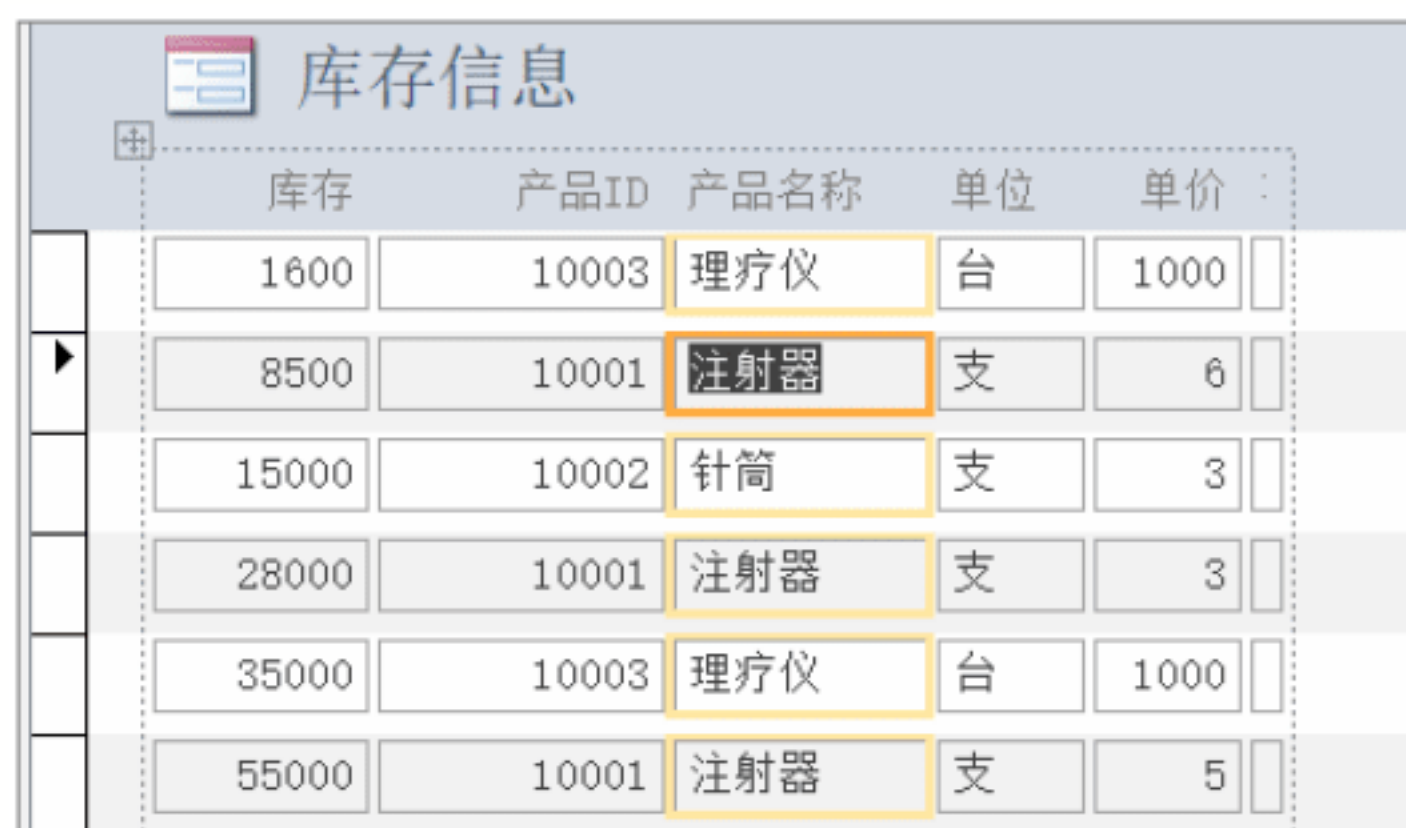 库存信息
库存 产品ID 产品名称 单位 单价
1600 10003 理疗仪 台 1000
8500 10001 注射器 支 6
15000 10002 针筒 支 3
28000 10001 注射器 支 3
35000 10003 理疗仪 台 1000
55000 10001 注射器 支 5